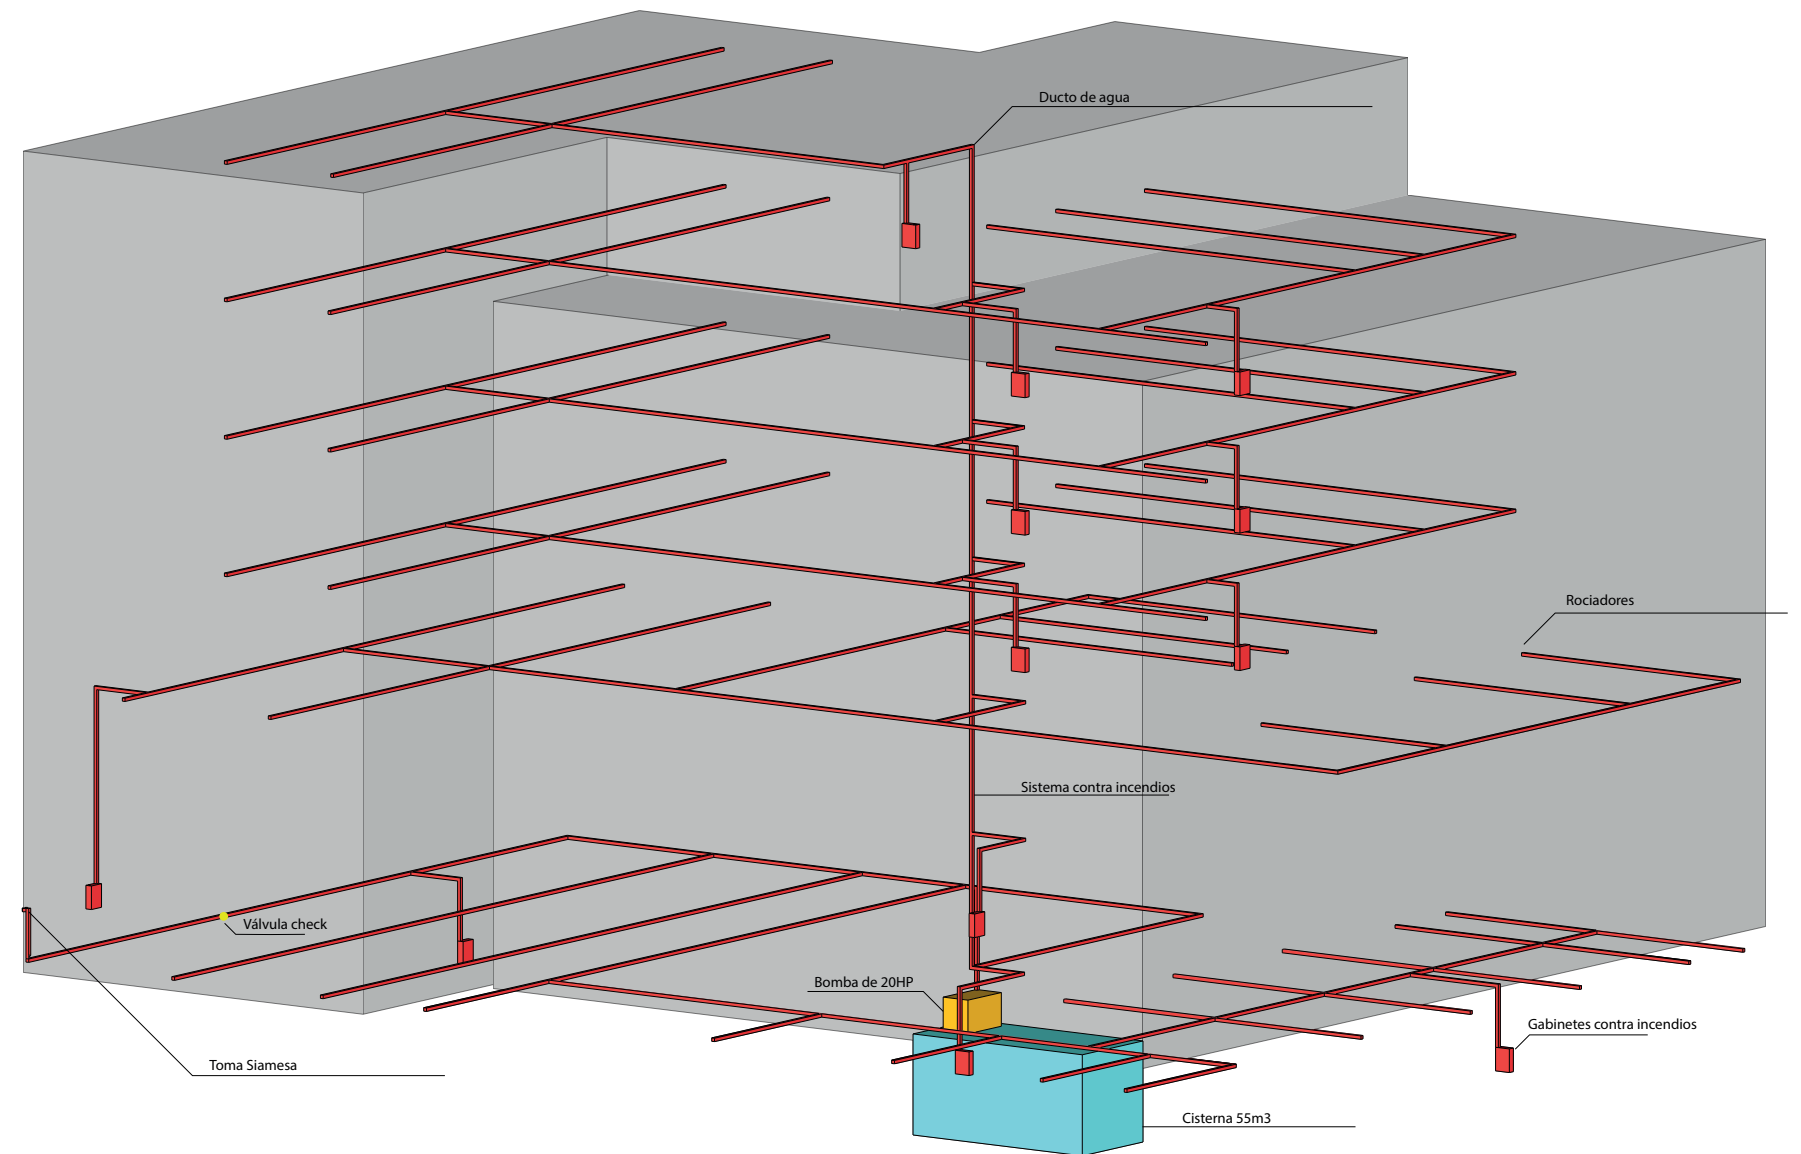 Ducto de agua
Rociadores
Sistema contra incendios
Válvula check
Bomba de 20HP
Gabinetes contra incendios
Toma Siamesa
Cisterna 55m3